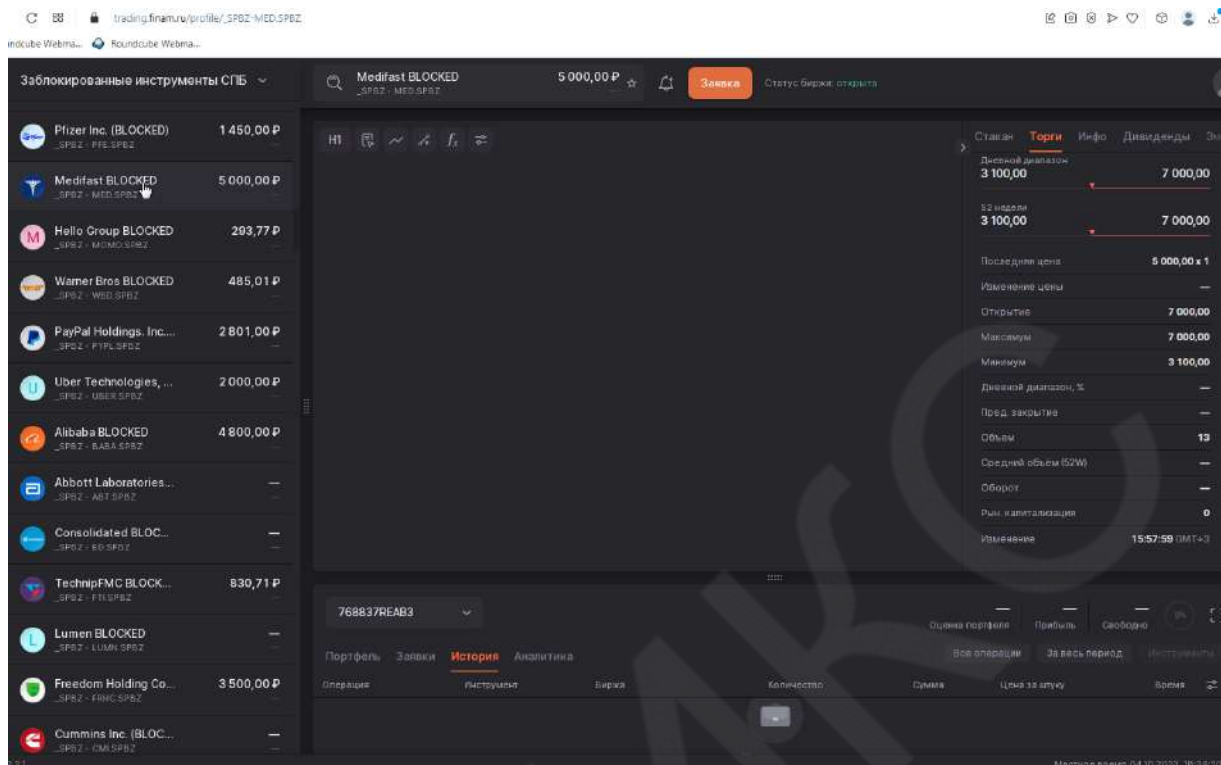 trading.finam.ru/profile/_SPBZ-MED.SPBZ
ndcube Webma... Roundcube Webma...
Заблокированные инструменты СПБ
Medifast BLOCKED 5 000,00 ₽
_SPBZ - MED.SPBZ
Заявка
Статус биржи: открыта
Pfizer Inc. (BLOCKED) 1 450,00 ₽
_SPBZ - PFE.SPBZ
Medifast BLOCKED 5 000,00 ₽
_SPBZ - MED.SPBZ
Hello Group BLOCKED 293,77 ₽
_SPBZ - MOMO.SPBZ
Warner Bros BLOCKED 485,01 ₽
_SPBZ - WBD.SPBZ
PayPal Holdings. Inc.... 2 801,00 ₽
_SPBZ - PYPL.SPBZ
Uber Technologies, ... 2 000,00 ₽
_SPBZ - UBER.SPBZ
Alibaba BLOCKED 4 800,00 ₽
_SPBZ - BABA.SPBZ
Abbott Laboratories... —
_SPBZ - ABT.SPBZ
Consolidated BLOC... —
_SPBZ - ED.SPBZ
TechnipFMC BLOCK... 830,71 ₽
_SPBZ - FTI.SPBZ
Lumen BLOCKED —
_SPBZ - LUMN.SPBZ
Freedom Holding Co... 3 500,00 ₽
_SPBZ - FRHC.SPBZ
Cummins Inc. (BLOC... —
_SPBZ - CMI.SPBZ
H1
Стакан Торги Инфо Дивиденды
Дневной диапазон
3 100,00 7 000,00
52 недели
3 100,00 7 000,00
Последняя цена 5 000,00 x 1
Изменение цены —
Открытие 7 000,00
Максимум 7 000,00
Минимум 3 100,00
Дневной диапазон, % —
Пред. закрытие —
Объем 13
Средний объем (52W) —
Оборот —
Рын. капитализация 0
Изменение 15:57:59 GMT+3
768837REAB3
Оценка портфеля Прибыль Свободно 0%
Портфель Заявки История Аналитика
Все операции За весь период Инструменты
Операция Инструмент Биржа Количество Сумма Цена за штуку Время
МКС